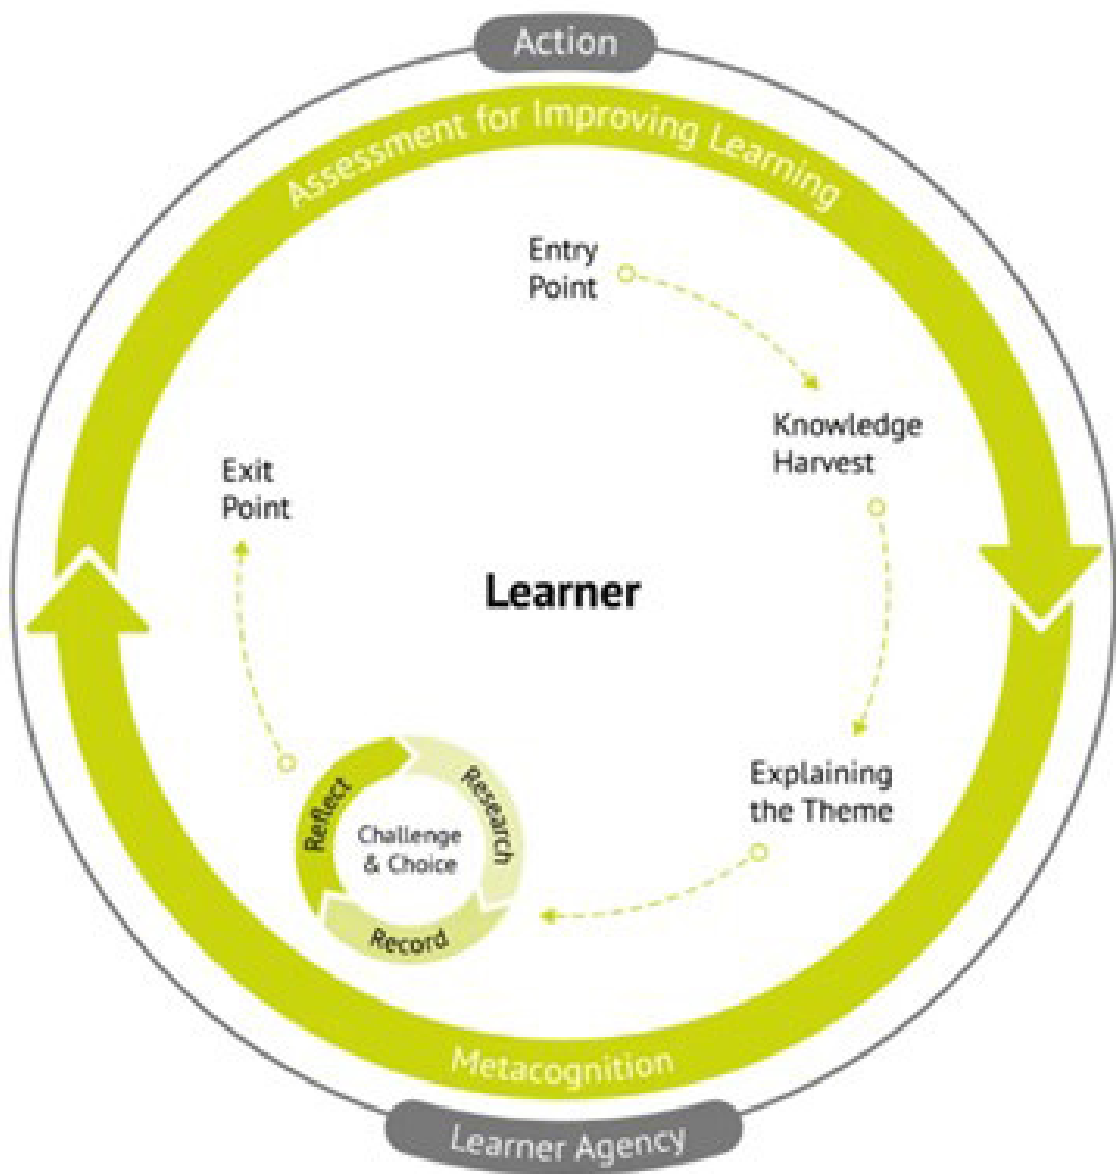 Action
Assessment for Improving Learning
Entry
Point
Knowledge
Harvest
Exit
Point
Learner
Explaining
the Theme
Reflect
Research
Challenge
& Choice
Record
Metacognition
Learner Agency